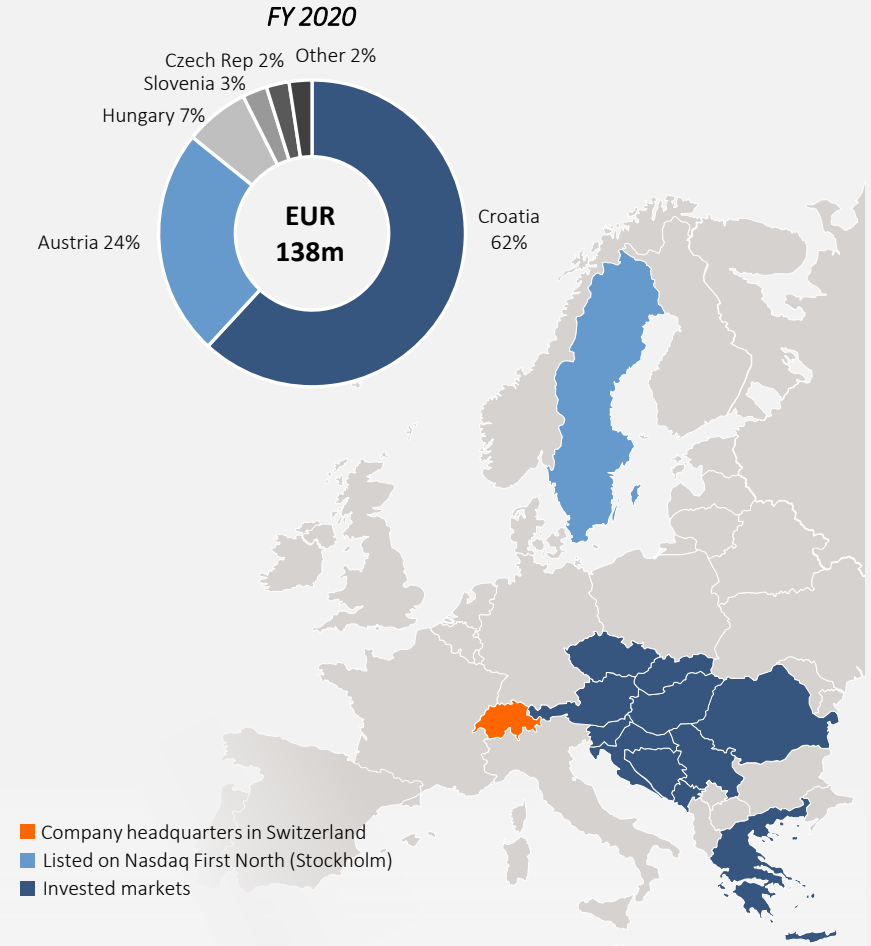 FY 2020
Czech Rep 2%
Other 2%
Slovenia 3%
Hungary 7%
EUR
138m
Croatia
62%
Austria 24%
Company headquarters in Switzerland
Listed on Nasdaq First North (Stockholm)
Invested markets